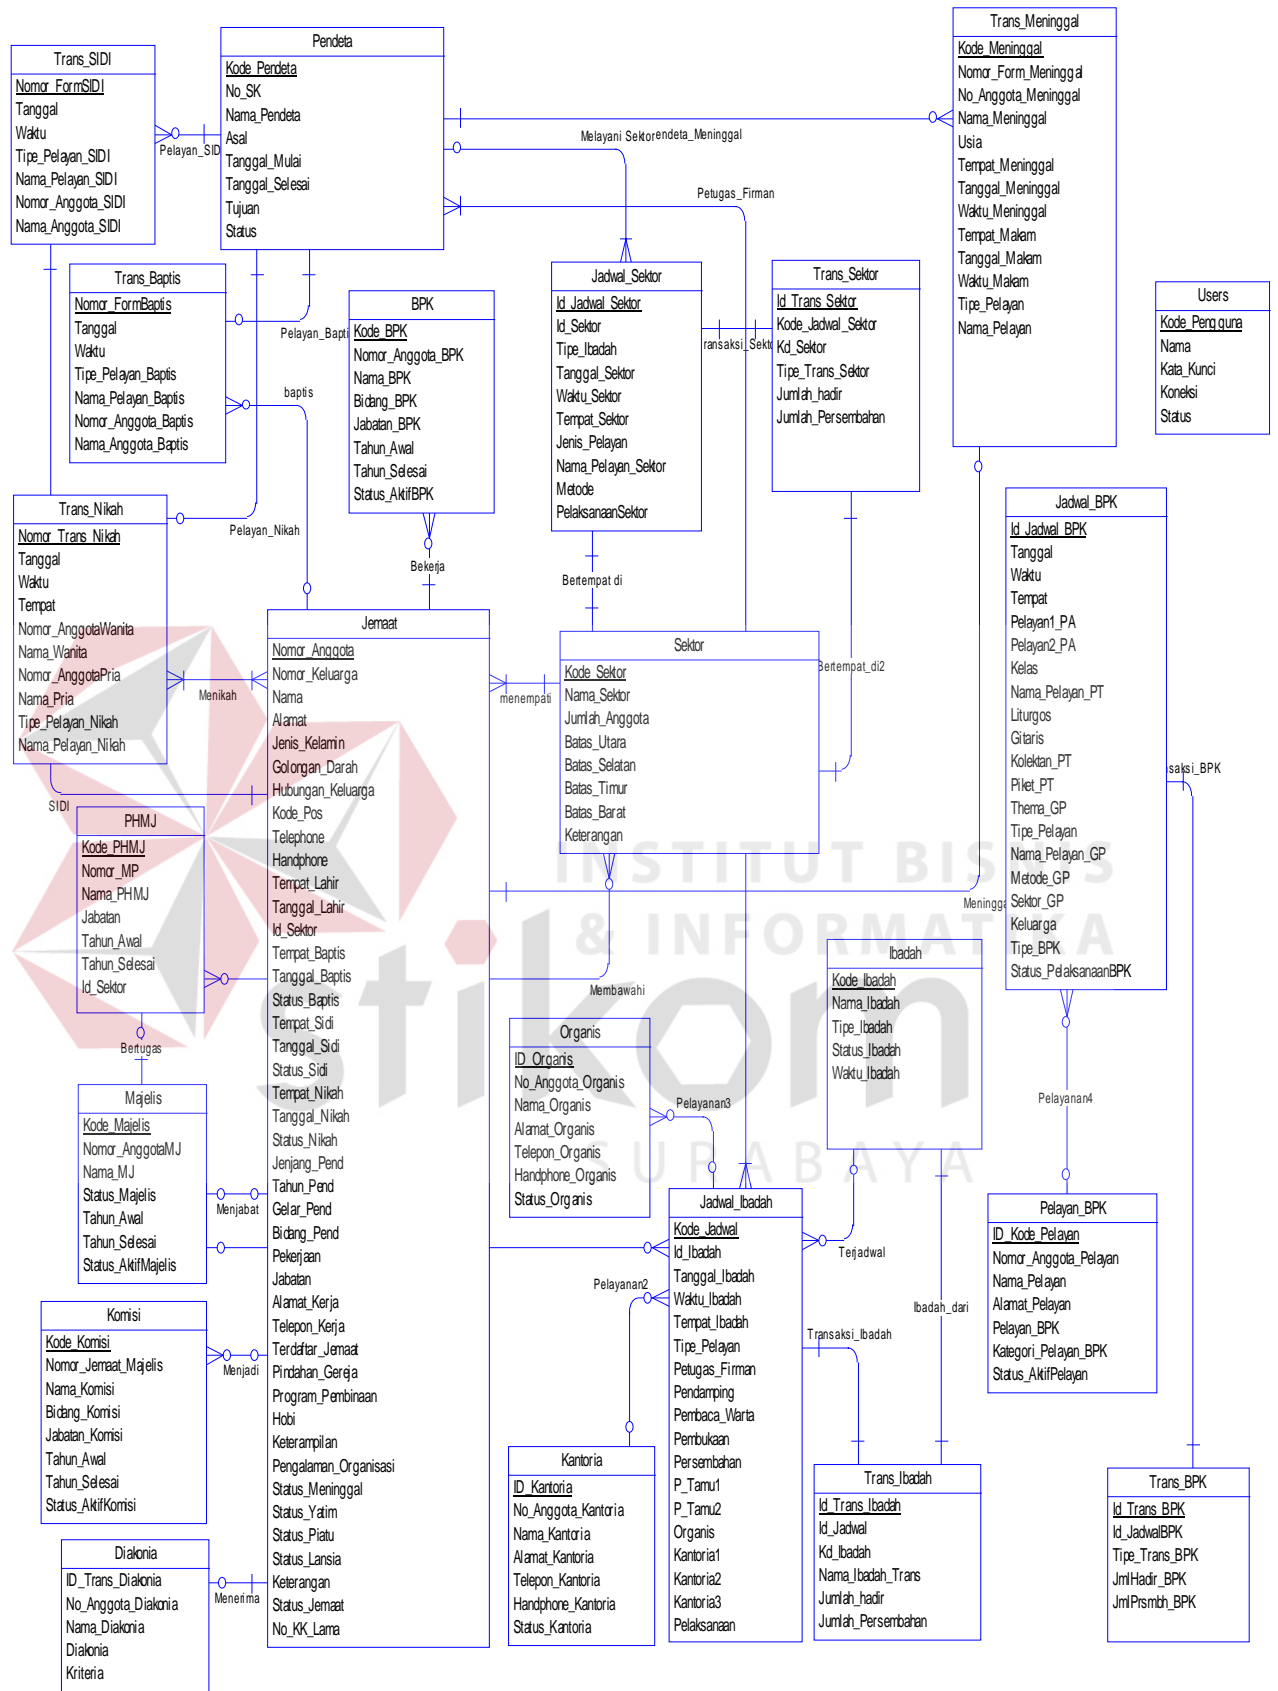 Trans_SIDI
Nomor_FormSIDI
Tanggal
Waktu
Tipe_Pelayan_SIDI
Nama_Pelayan_SIDI
Nomor_Anggota_SIDI
Nama_Anggota_SIDI
Pelayan_SID
Pendeta
Kode_Pendeta
No_SK
Nama_Pendeta
Asal
Tanggal_Mulai
Tanggal_Selesai
Tujuan
Status
Melayani Sektor
endeta_Meninggal
Petugas_Firman
Trans_Meninggal
Kode_Meninggal
Nomor_Form_Meninggal
No_Anggota_Meninggal
Nama_Meninggal
Usia
Tempat_Meninggal
Tanggal_Meninggal
Waktu_Meninggal
Tempat_Makam
Tanggal_Makam
Waktu_Makam
Tipe_Pelayan
Nama_Pelayan
Trans_Baptis
Nomor_FormBaptis
Tanggal
Waktu
Tipe_Pelayan_Baptis
Nama_Pelayan_Baptis
Nomor_Anggota_Baptis
Nama_Anggota_Baptis
Pelayan_Bapti
baptis
BPK
Kode_BPK
Nomor_Anggota_BPK
Nama_BPK
Bidang_BPK
Jabatan_BPK
Tahun_Awal
Tahun_Selesai
Status_AktifBPK
Bekerja
Jadwal_Sektor
Id_Jadwal_Sektor
Id_Sektor
Tipe_Ibadah
Tanggal_Sektor
Waktu_Sektor
Tempat_Sektor
Jenis_Pelayan
Nama_Pelayan_Sektor
Metode
PelaksanaanSektor
ransaksi_Sekto
Trans_Sektor
Id_Trans_Sektor
Kode_Jadwal_Sektor
Kd_Sektor
Tipe_Trans_Sektor
Jumlah_hadir
Jumlah_Persembahan
Users
Kode_Pengguna
Nama
Kata_Kunci
Koneksi
Status
Trans_Nikah
Nomor_Trans_Nikah
Tanggal
Waktu
Tempat
Nomor_AnggotaWanita
Nama_Wanita
Nomor_AnggotaPria
Nama_Pria
Tipe_Pelayan_Nikah
Nama_Pelayan_Nikah
Pelayan_Nikah
Menikah
SIDI
Bertempat di
Bertempat_di2
menempati
Jemaat
Nomor_Anggota
Nomor_Keluarga
Nama
Alamat
Jenis_Kelamin
Golongan_Darah
Hubungan_Keluarga
Kode_Pos
Telephone
Handphone
Tempat_Lahir
Tanggal_Lahir
Id_Sektor
Tempat_Baptis
Tanggal_Baptis
Status_Baptis
Tempat_Sidi
Tanggal_Sidi
Status_Sidi
Tempat_Nikah
Tanggal_Nikah
Status_Nikah
Jenjang_Pend
Tahun_Pend
Gelar_Pend
Bidang_Pend
Pekerjaan
Jabatan
Alamat_Kerja
Telepon_Kerja
Terdaftar_Jemaat
Pindahan_Gereja
Program_Pembinaan
Hobi
Keterampilan
Pengalaman_Organisasi
Status_Meninggal
Status_Yatim
Status_Piatu
Status_Lansia
Keterangan
Status_Jemaat
No_KK_Lama
Sektor
Kode_Sektor
Nama_Sektor
Jumlah_Anggota
Batas_Utara
Batas_Selatan
Batas_Timur
Batas_Barat
Keterangan
Membawahi
Meningga
Jadwal_BPK
Id_Jadwal_BPK
Tanggal
Waktu
Tempat
Pelayan1_PA
Pelayan2_PA
Kelas
Nama_Pelayan_PT
Liturgos
Gitaris
Kolektan_PT
Piket_PT
Thema_GP
Tipe_Pelayan
Nama_Pelayan_GP
Metode_GP
Sektor_GP
Keluarga
Tipe_BPK
Status_PelaksanaanBPK
saksi_BPK
Pelayanan4
PHMJ
Kode_PHMJ
Nomor_MP
Nama_PHMJ
Jabatan
Tahun_Awal
Tahun_Selesai
Id_Sektor
Bertugas
Majelis
Kode_Majelis
Nomor_AnggotaMJ
Nama_MJ
Status_Majelis
Tahun_Awal
Tahun_Selesai
Status_AktifMajelis
Menjabat
Organis
ID_Organis
No_Anggota_Organis
Nama_Organis
Alamat_Organis
Telepon_Organis
Handphone_Organis
Status_Organis
Pelayanan3
Ibadah
Kode_Ibadah
Nama_Ibadah
Tipe_Ibadah
Status_Ibadah
Waktu_Ibadah
Terjadwal
Ibadah_dari
Jadwal_Ibadah
Kode_Jadwal
Id_Ibadah
Tanggal_Ibadah
Waktu_Ibadah
Tempat_Ibadah
Tipe_Pelayan
Petugas_Firman
Pendamping
Pembaca_Warta
Pembukaan
Persembahan
P_Tamu1
P_Tamu2
Organis
Kantoria1
Kantoria2
Kantoria3
Pelaksanaan
Pelayanan2
Transaksi_Ibadah
Pelayan_BPK
ID_Kode_Pelayan
Nomor_Anggota_Pelayan
Nama_Pelayan
Alamat_Pelayan
Pelayan_BPK
Kategori_Pelayan_BPK
Status_AktifPelayan
Komisi
Kode_Komisi
Nomor_Jemaat_Majelis
Nama_Komisi
Bidang_Komisi
Jabatan_Komisi
Tahun_Awal
Tahun_Selesai
Status_AktifKomisi
Menjadi
Diakonia
ID_Trans_Diakonia
No_Anggota_Diakonia
Nama_Diakonia
Diakonia
Kriteria
Menerima
Kantoria
ID_Kantoria
No_Anggota_Kantoria
Nama_Kantoria
Alamat_Kantoria
Telepon_Kantoria
Handphone_Kantoria
Status_Kantoria
Trans_Ibadah
Id_Trans_Ibadah
Id_Jadwal
Kd_Ibadah
Nama_Ibadah_Trans
Jumlah_hadir
Jumlah_Persembahan
Trans_BPK
Id_Trans_BPK
Id_JadwalBPK
Tipe_Trans_BPK
JmlHadir_BPK
JmlPrsmbh_BPK
INSTITUT BISNIS
& INFORMATIKA
stikom
SURABAYA